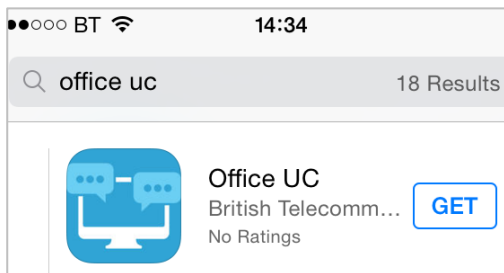 BT 14:34
office uc 18 Results
Office UC
British Telecomm...
GET
No Ratings